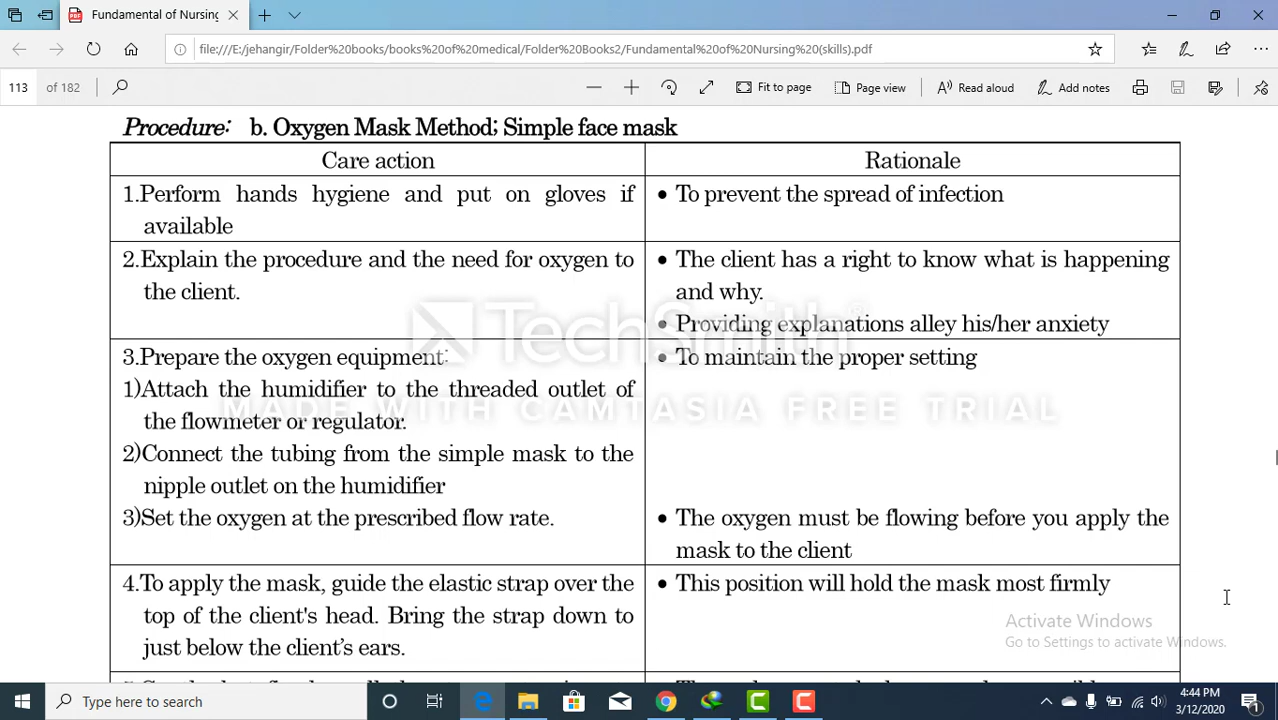 Fundamental of Nursing
file:///E:/jehangir/Folder%20books/books%20of%20medical/Folder%20Books2/Fundamental%20of%20Nursing%20(skills).pdf
113 of 182
Fit to page
Page view
Read aloud
Add notes
Procedure: b. Oxygen Mask Method; Simple face mask
Care action
Rationale
1.Perform hands hygiene and put on gloves if
available
• To prevent the spread of infection
2.Explain the procedure and the need for oxygen to
the client.
• The client has a right to know what is happening
and why.
• Providing explanations alley his/her anxiety
3.Prepare the oxygen equipment:
1)Attach the humidifier to the threaded outlet of
the flowmeter or regulator.
2)Connect the tubing from the simple mask to the
nipple outlet on the humidifier
3)Set the oxygen at the prescribed flow rate.
• To maintain the proper setting
• The oxygen must be flowing before you apply the
mask to the client
4.To apply the mask, guide the elastic strap over the
top of the client's head. Bring the strap down to
just below the client’s ears.
• This position will hold the mask most firmly
TechSmith®
MADE WITH CAMTASIA FREE TRIAL
Activate Windows
Go to Settings to activate Windows.
Type here to search
4:44 PM
3/12/2020